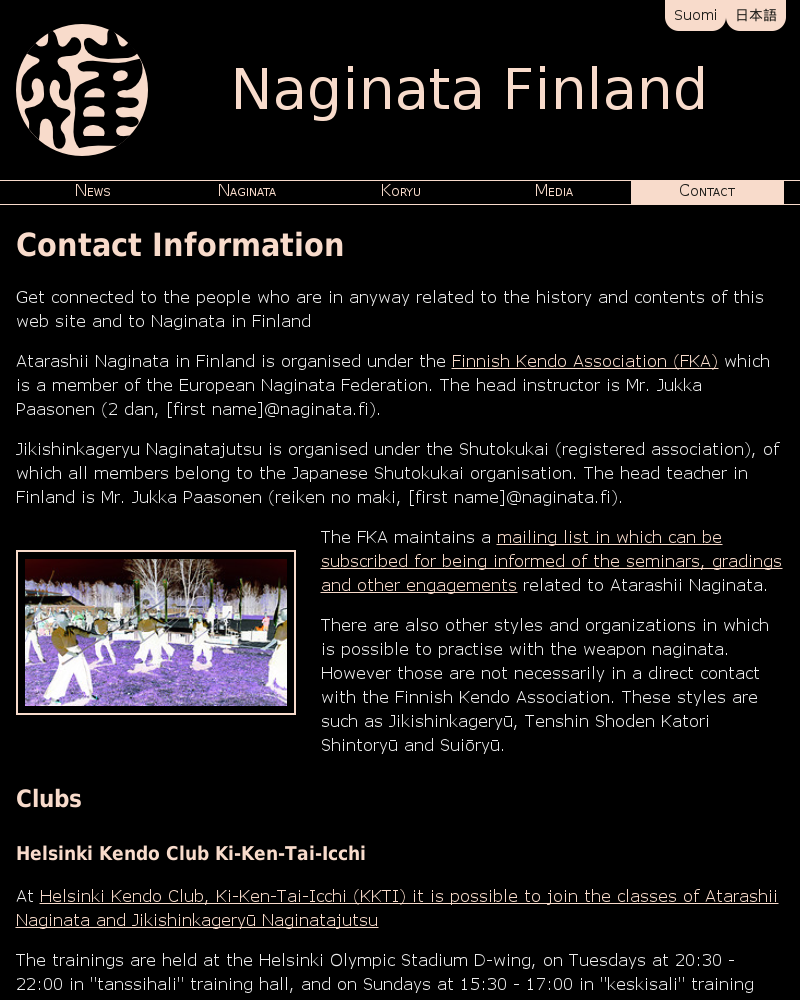 Suomi 日本語
Naginata Finland
News Naginata Koryu Media Contact
Contact Information
Get connected to the people who are in anyway related to the history and contents of this
web site and to Naginata in Finland
Atarashii Naginata in Finland is organised under the Finnish Kendo Association (FKA) which
is a member of the European Naginata Federation. The head instructor is Mr. Jukka
Paasonen (2 dan, [first name]@naginata.fi).
Jikishinkageryu Naginatajutsu is organised under the Shutokukai (registered association), of
which all members belong to the Japanese Shutokukai organisation. The head teacher in
Finland is Mr. Jukka Paasonen (reiken no maki, [first name]@naginata.fi).
The FKA maintains a mailing list in which can be
subscribed for being informed of the seminars, gradings
and other engagements related to Atarashii Naginata.
There are also other styles and organizations in which
is possible to practise with the weapon naginata.
However those are not necessarily in a direct contact
with the Finnish Kendo Association. These styles are
such as Jikishinkageryū, Tenshin Shoden Katori
Shintoryū and Suiōryū.
Clubs
Helsinki Kendo Club Ki-Ken-Tai-Icchi
At Helsinki Kendo Club, Ki-Ken-Tai-Icchi (KKTI) it is possible to join the classes of Atarashii
Naginata and Jikishinkageryū Naginatajutsu
The trainings are held at the Helsinki Olympic Stadium D-wing, on Tuesdays at 20:30 -
22:00 in "tanssihali" training hall, and on Sundays at 15:30 - 17:00 in "keskisali" training